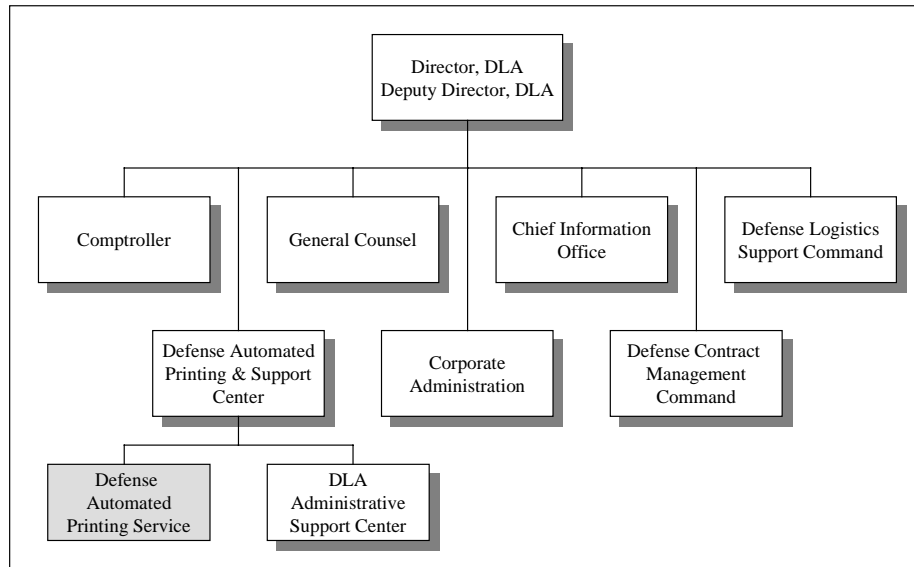 Director, DLA
Deputy Director, DLA
Comptroller
General Counsel
Chief Information
Office
Defense Logistics
Support Command
Defense Automated
Printing & Support
Center
Corporate
Administration
Defense Contract
Management
Command
Defense
Automated
Printing Service
DLA
Administrative
Support Center